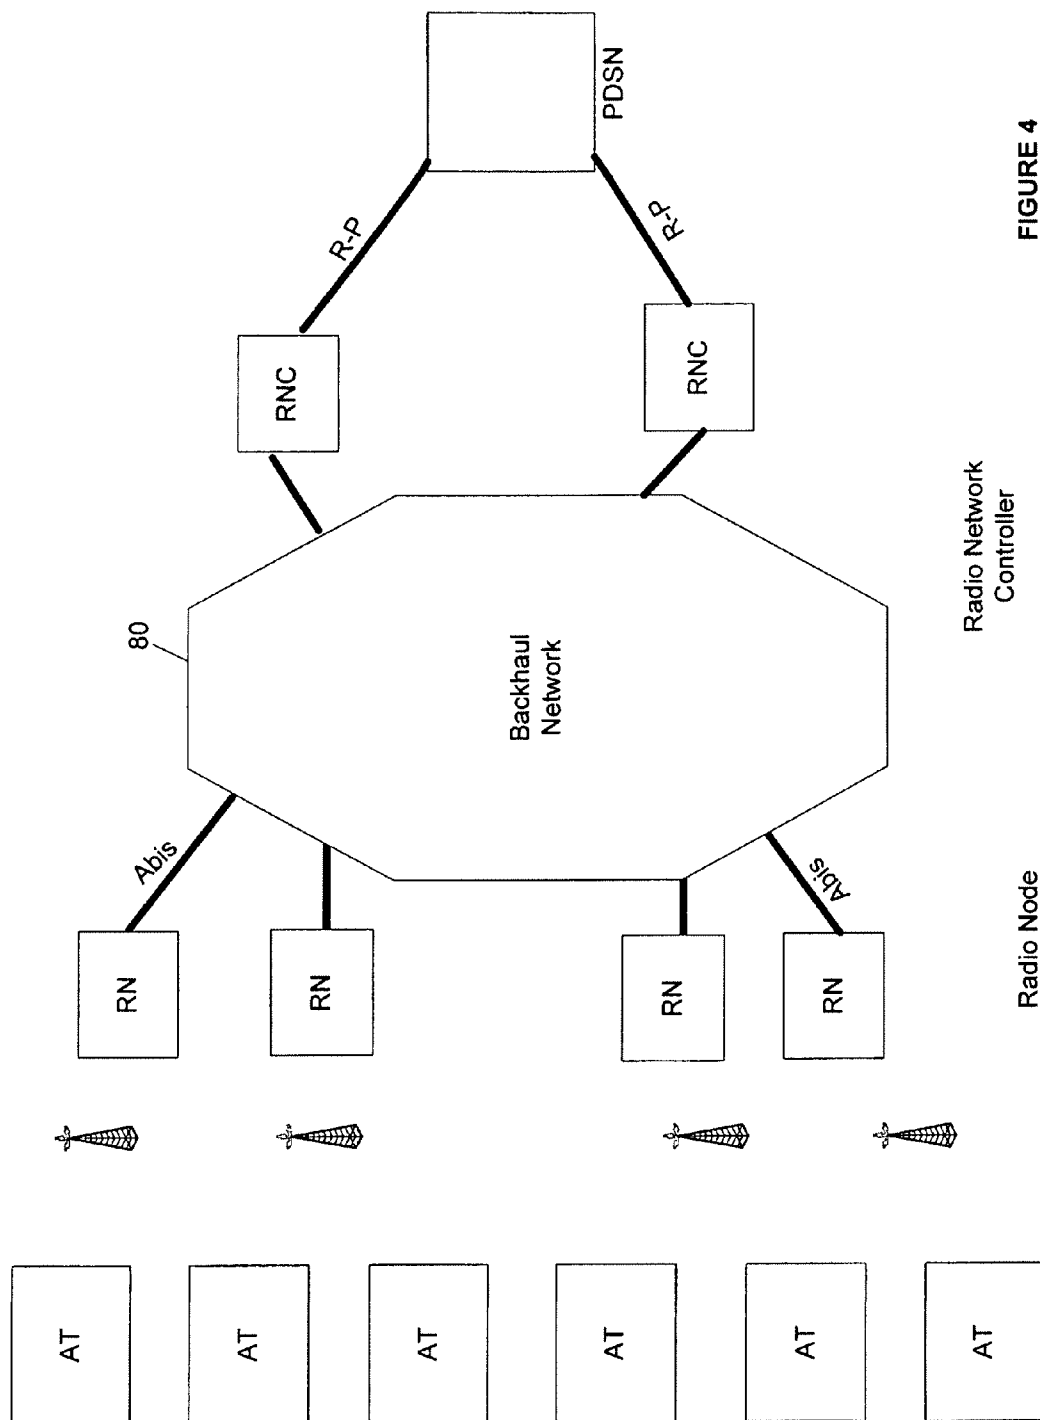 AT
AT
AT
AT
AT
AT
RN
RN
RN
RN
Radio Node
Abis
Abis
80
Backhaul
Network
RNC
RNC
Radio Network
Controller
R-P
R-P
PDSN
FIGURE 4